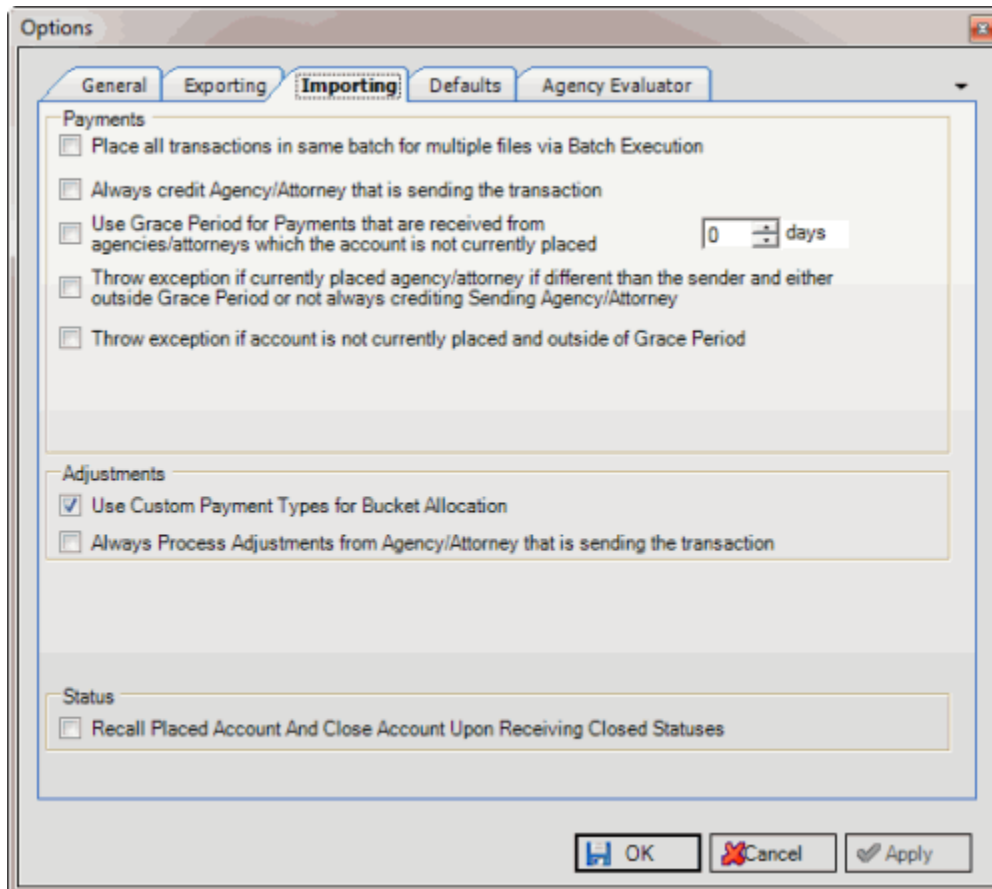 Options
General Exporting Importing Defaults Agency Evaluator
Payments
Place all transactions in same batch for multiple files via Batch Execution
Always credit Agency/Attorney that is sending the transaction
Use Grace Period for Payments that are received from
agencies/attorneys which the account is not currently placed
0 days
Throw exception if currently placed agency/attorney if different than the sender and either
outside Grace Period or not always crediting Sending Agency/Attorney
Throw exception if account is not currently placed and outside of Grace Period
Adjustments
Use Custom Payment Types for Bucket Allocation
Always Process Adjustments from Agency/Attorney that is sending the transaction
Status
Recall Placed Account And Close Account Upon Receiving Closed Statuses
OK Cancel Apply